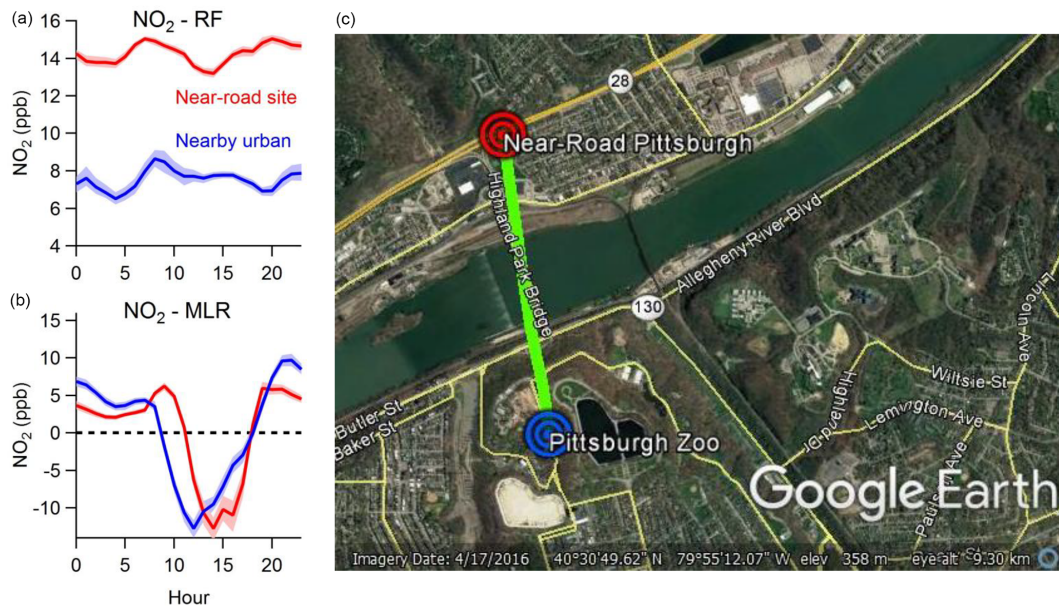 (a)
NO2 - RF
16
14
12
10
8
6
4
NO2 (ppb)
Near-road site
Nearby urban
0
5
10
15
20
(b)
NO2 - MLR
15
10
5
0
-5
-10
NO2 (ppb)
0
5
10
15
20
Hour
(c)
28
Near-Road Pittsburgh
Highland Park Bridge
Allegheny River Blvd
130
Butler St
Baker St
Pittsburgh Zoo
Highland Dr
Wiltsie St
Lemington Ave
Lincoln Ave
Google Earth
Imagery Date: 4/17/2016 40°30'49.62" N 79°55'12.07" W elev 358 m eye alt 9.30 km